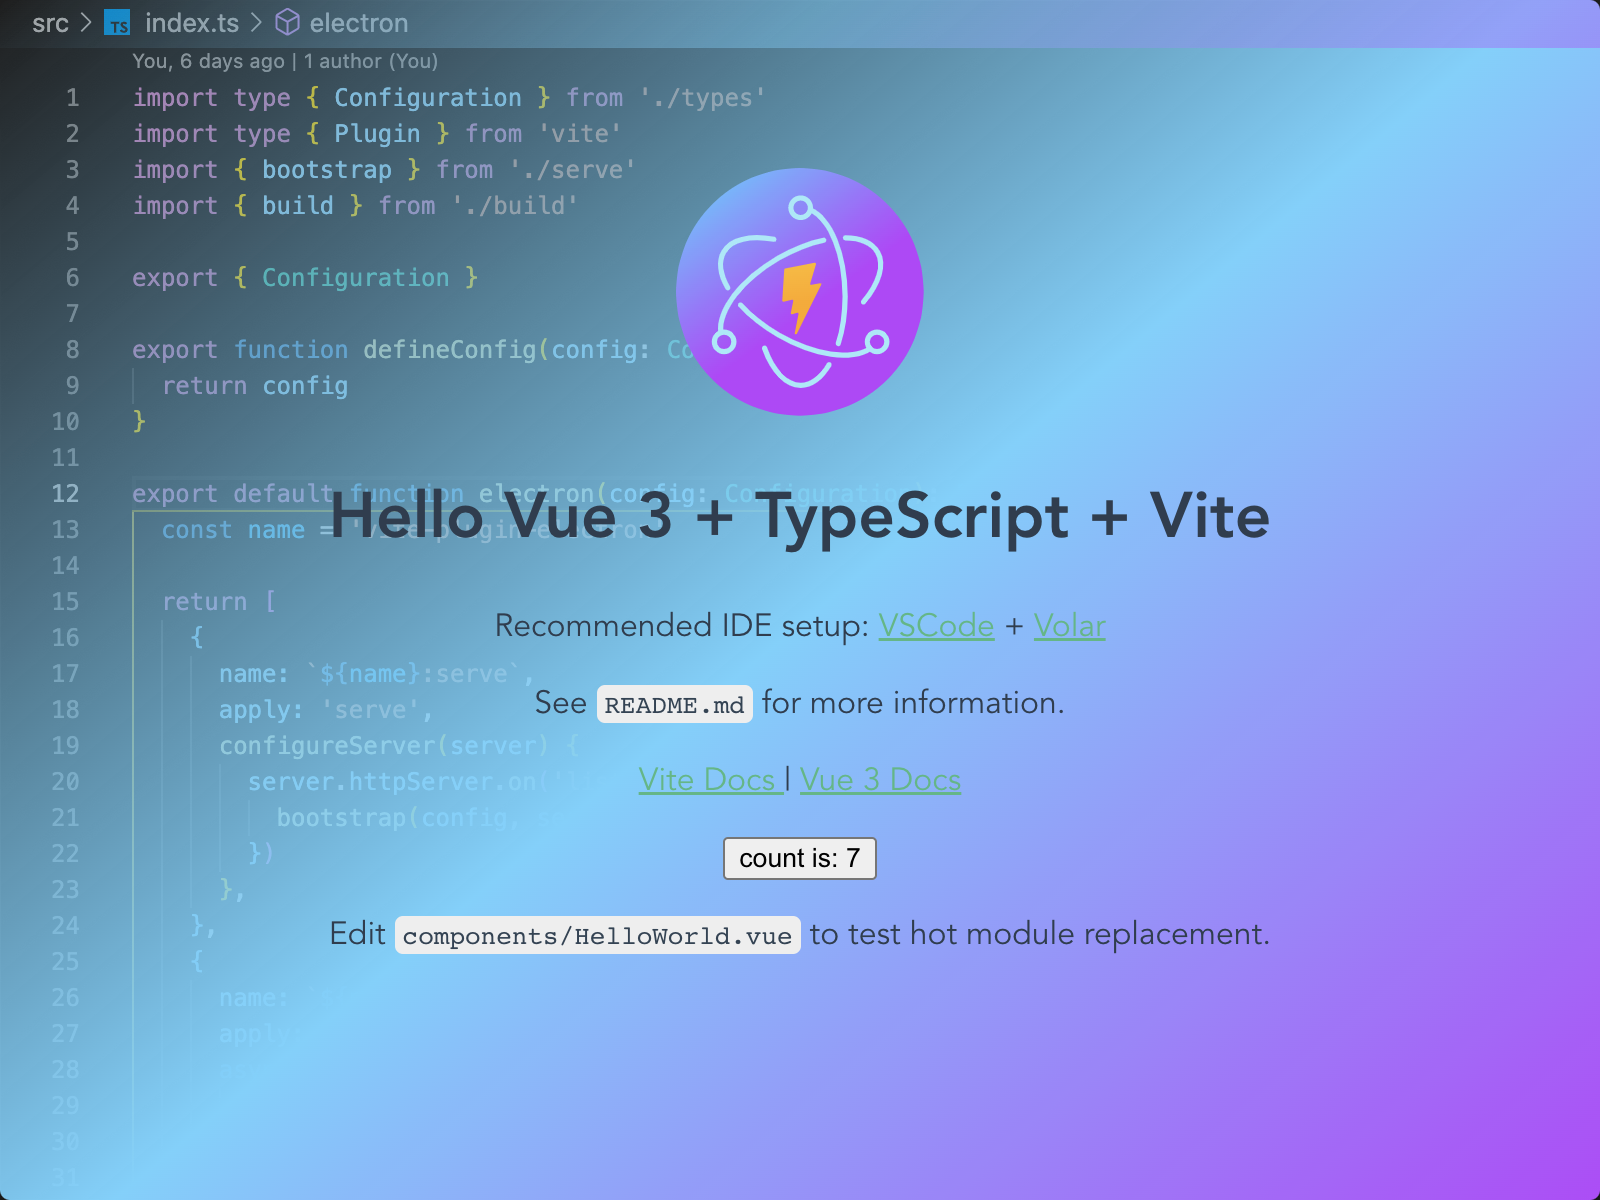 src > TS index.ts > electron
You, 6 days ago | 1 author (You)
1 import type { Configuration } from './types'
2 import type { Plugin } from 'vite'
3 import { bootstrap } from './serve'
4 import { build } from './build'
5
6 export { Configuration }
7
8 export function defineConfig(config:
9 return config
10 }
11
12 export default function electron(config: Configuration
13 const name = 'vite-plugin-electron
Hello Vue 3 + TypeScript + Vite
14
15 return [
16 {
Recommended IDE setup: VSCode + Volar
17 name: `${name}:serve`,
18 apply: 'serve',
See README.md for more information.
19 configureServer(server) {
20 server.httpServer.on(
Vite Docs | Vue 3 Docs
21 bootstrap(config,
22 })
count is: 7
23 },
24 },
Edit components/HelloWorld.vue to test hot module replacement.
25 {
26 name:
27 apply
28
29
30
31